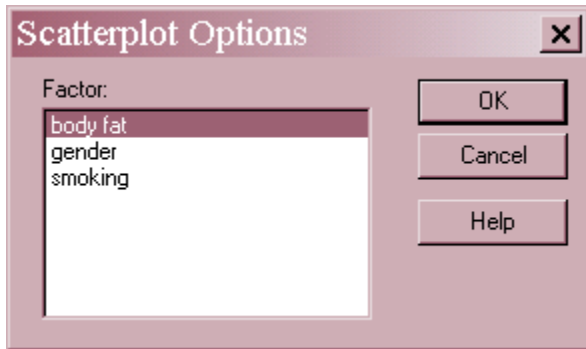 Scatterplot Options
Factor:
body fat
gender
smoking
OK
Cancel
Help